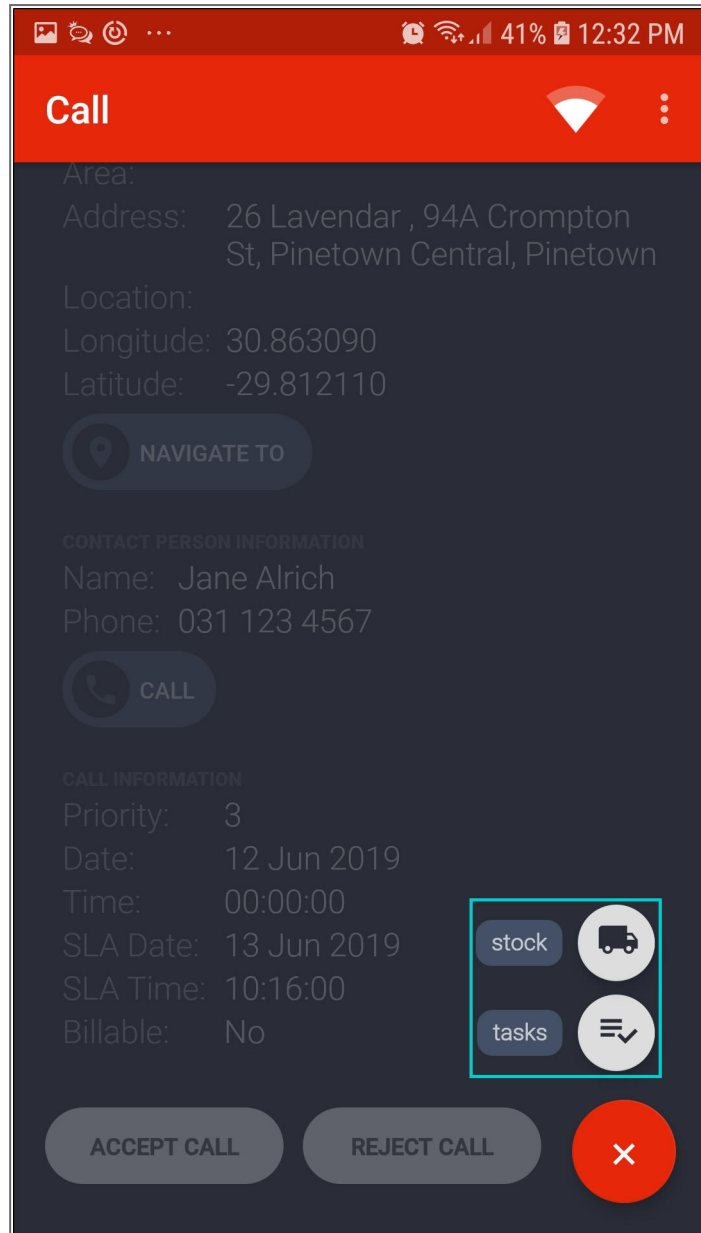 41% 12:32 PM
Call
Area:
Address: 26 Lavendar , 94A Crompton
St, Pinetown Central, Pinetown
Location:
Longitude: 30.863090
Latitude: -29.812110
NAVIGATE TO
CONTACT PERSON INFORMATION
Name: Jane Alrich
Phone: 031 123 4567
CALL
CALL INFORMATION
Priority: 3
Date: 12 Jun 2019
Time: 00:00:00
SLA Date: 13 Jun 2019
stock
SLA Time: 10:16:00
Billable: No
tasks
ACCEPT CALL REJECT CALL